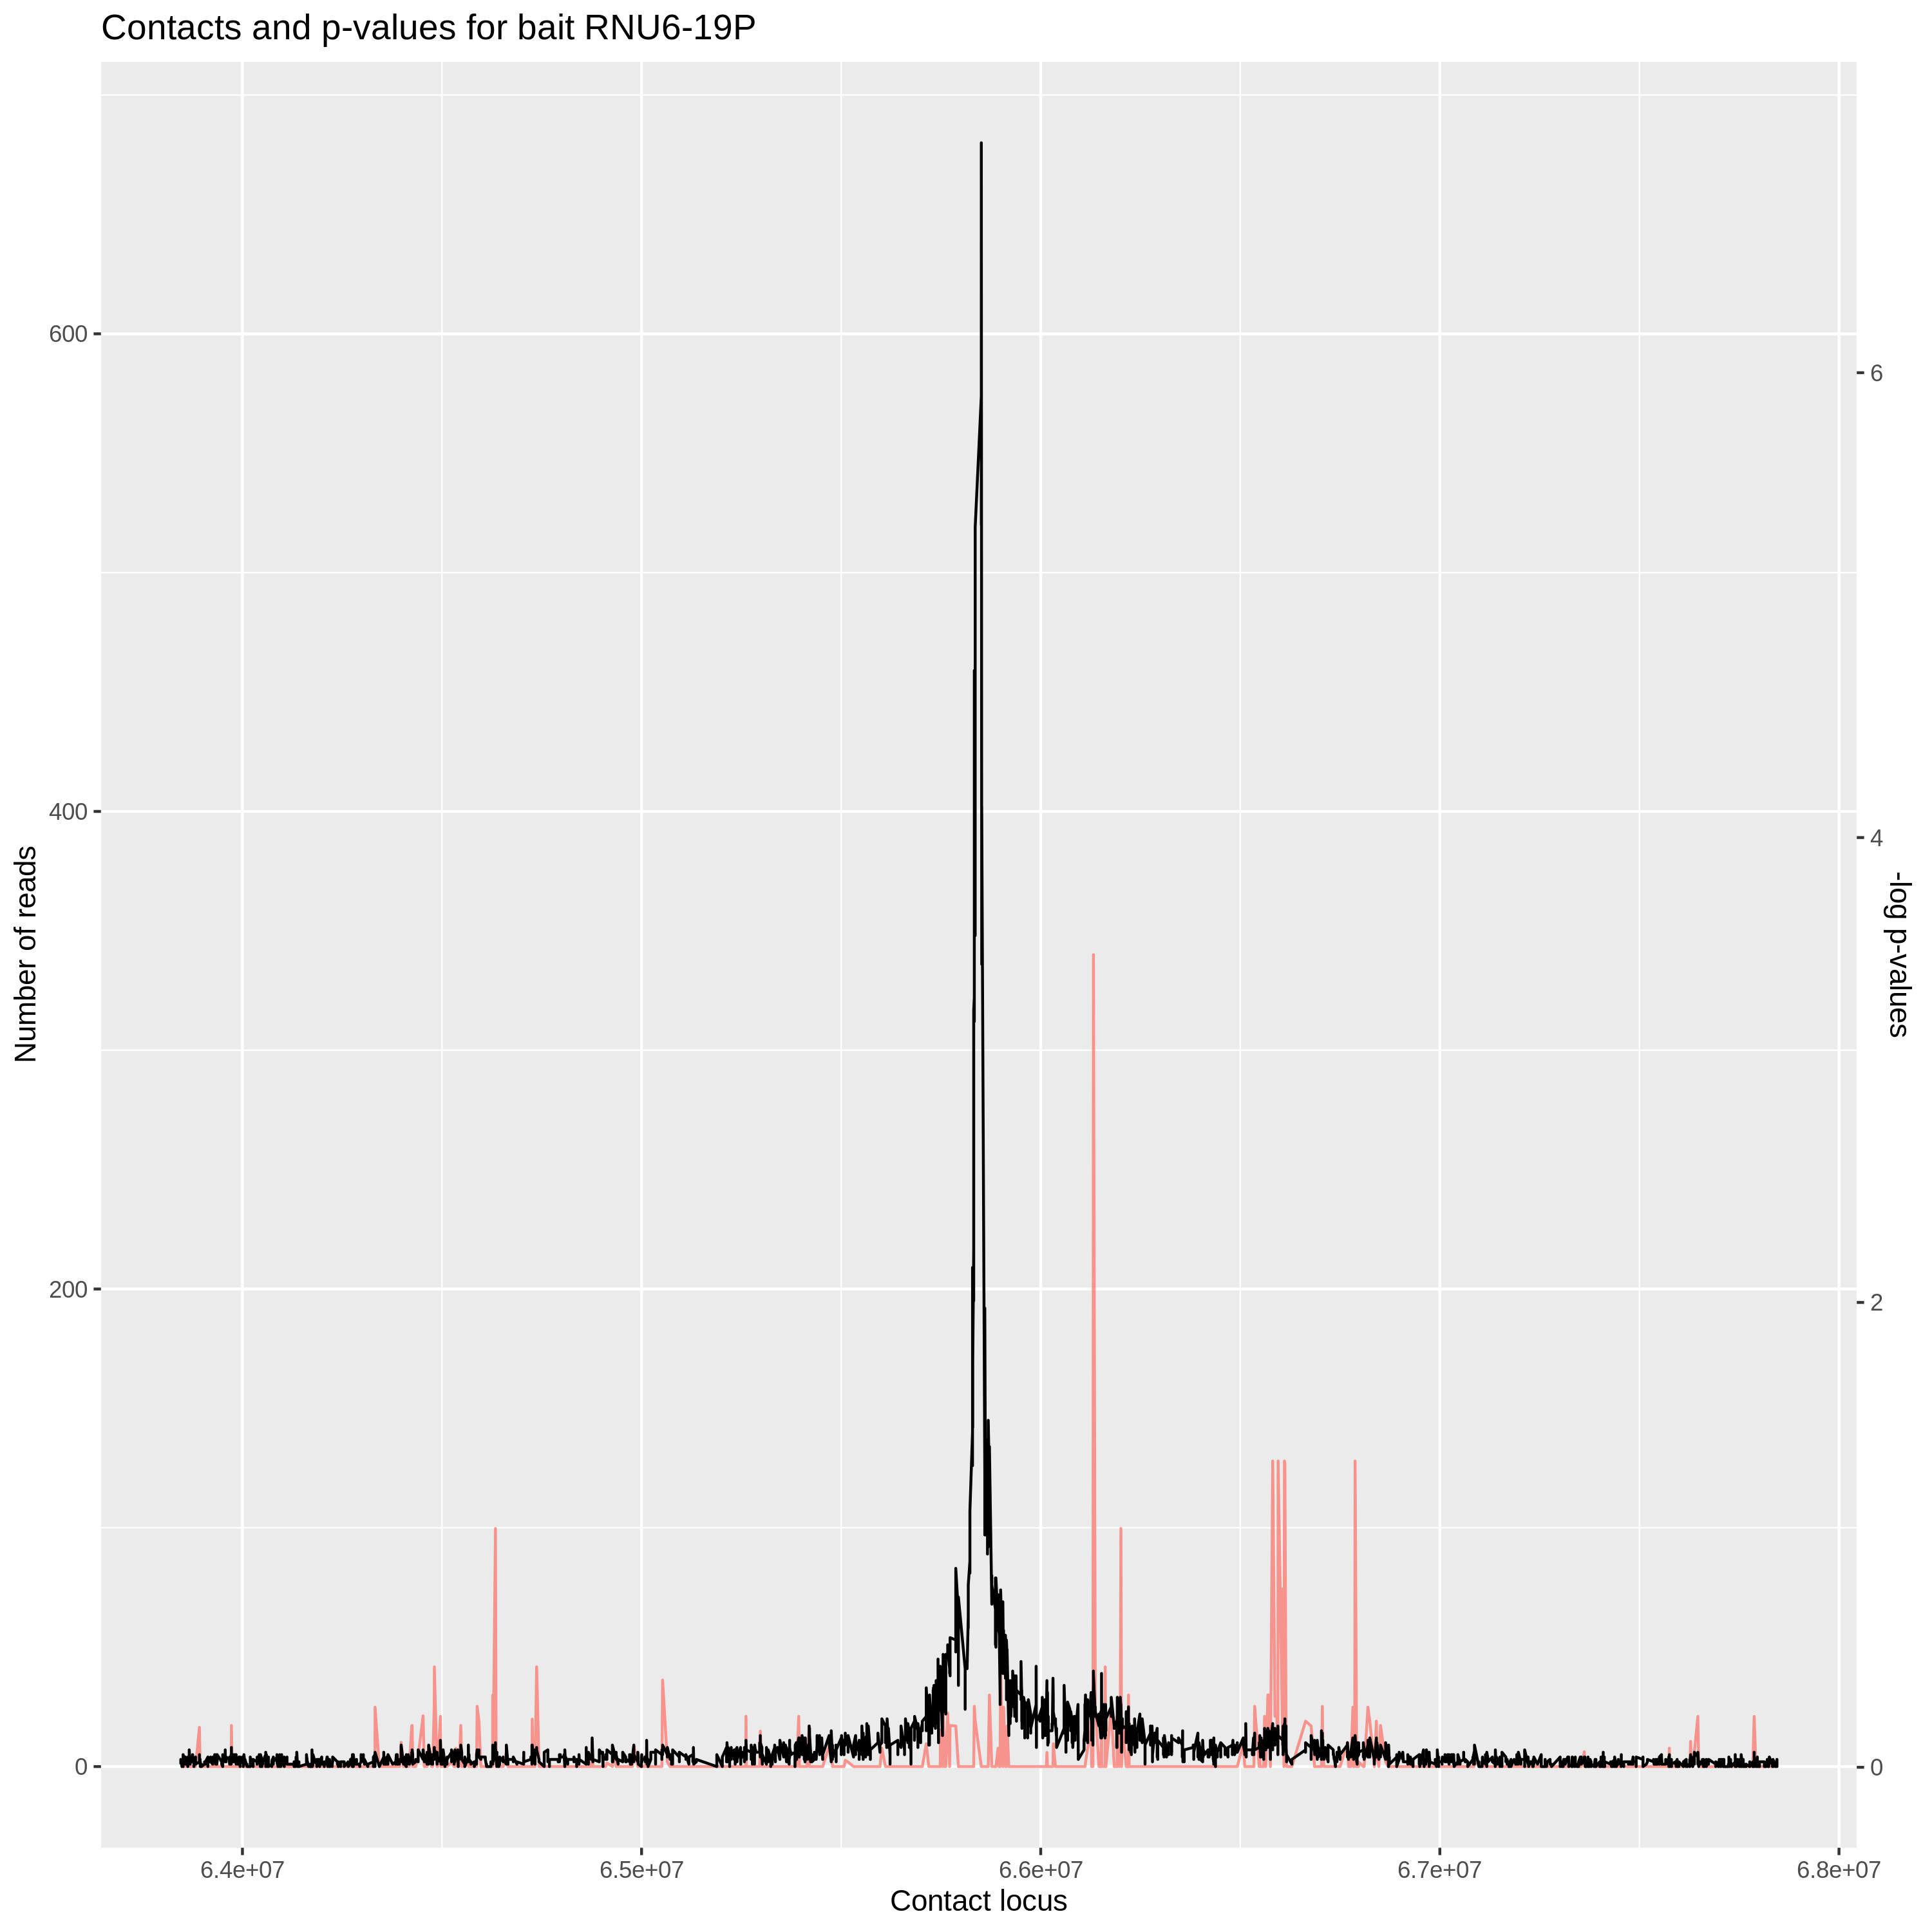 Contacts and p-values for bait RNU6-19P
Number of reads
600
400
200
0
-log p-values
6
4
2
0
6.4e+07
6.5e+07
6.6e+07
6.7e+07
6.8e+07
Contact locus